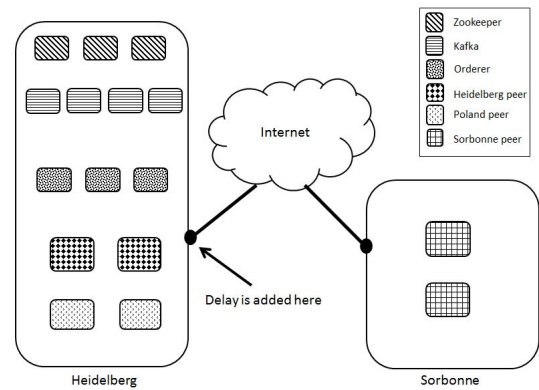 Zookeeper
Kafka
Orderer
Heidelberg peer
Poland peer
Sorbonne peer
Internet
Delay is added here
Heidelberg
Sorbonne